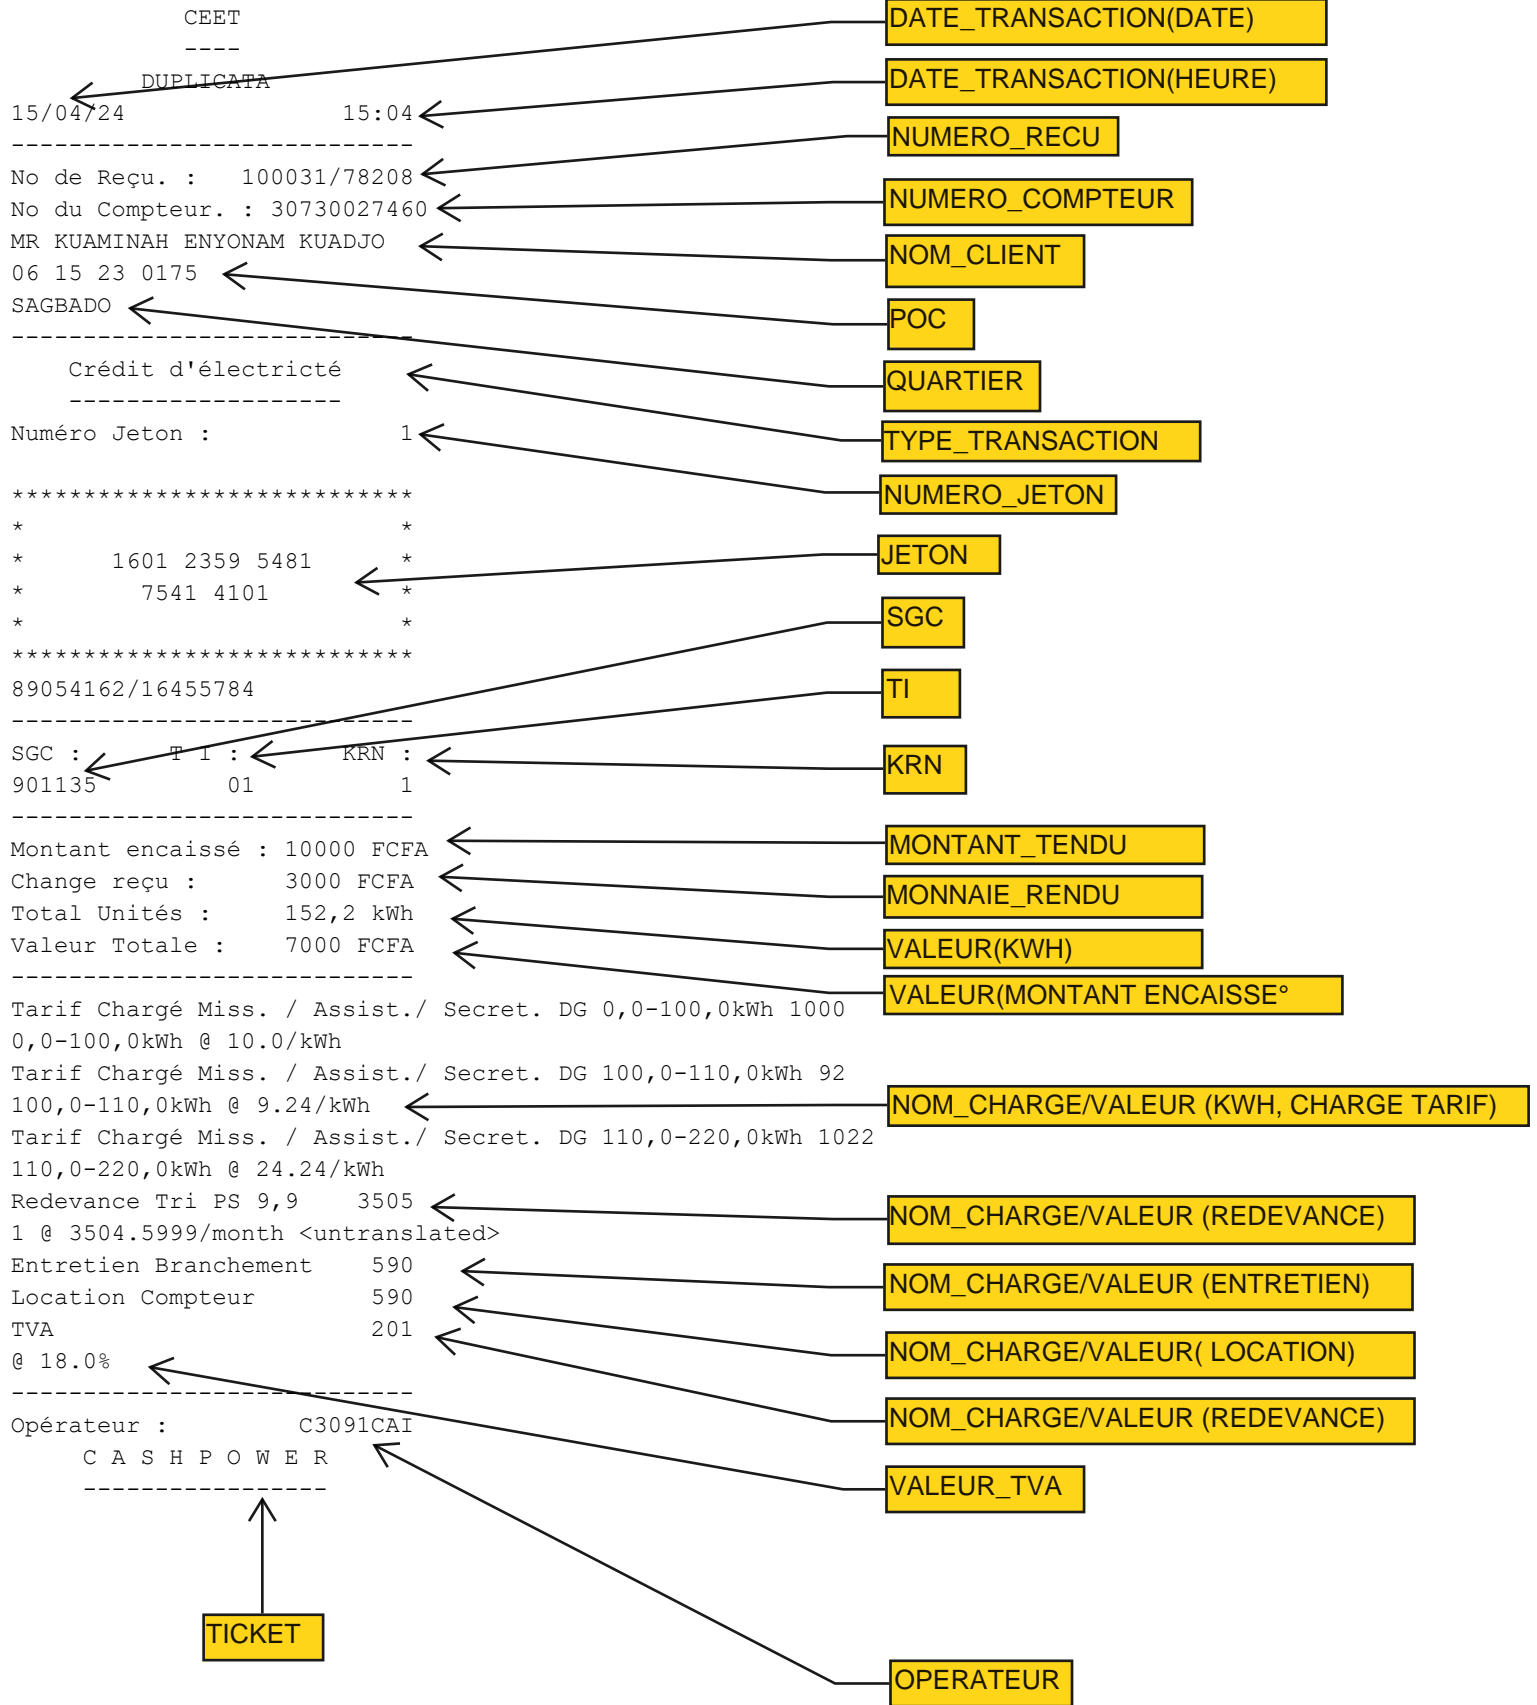 CEET
----
DUPLICATA
15/04/24 15:04
----------------------------
No de Reçu. : 100031/78208
No du Compteur. : 30730027460
MR KUAMINAH ENYONAM KUADJO
06 15 23 0175
SAGBADO
----------------------------
Crédit d'électricté
-------------------
Numéro Jeton : 1
****************************
* *
* 1601 2359 5481 *
* 7541 4101 *
* *
****************************
89054162/16455784
----------------------------
SGC : T I : KRN :
901135 01 1
----------------------------
Montant encaissé : 10000 FCFA
Change reçu : 3000 FCFA
Total Unités : 152,2 kWh
Valeur Totale : 7000 FCFA
----------------------------
Tarif Chargé Miss. / Assist./ Secret. DG 0,0-100,0kWh 1000
0,0-100,0kWh @ 10.0/kWh
Tarif Chargé Miss. / Assist./ Secret. DG 100,0-110,0kWh 92
100,0-110,0kWh @ 9.24/kWh
Tarif Chargé Miss. / Assist./ Secret. DG 110,0-220,0kWh 1022
110,0-220,0kWh @ 24.24/kWh
Redevance Tri PS 9,9 3505
1 @ 3504.5999/month <untranslated>
Entretien Branchement 590
Location Compteur 590
TVA 201
@ 18.0%
----------------------------
Opérateur : C3091CAI
C A S H P O W E R
-----------------
TICKET
DATE_TRANSACTION(DATE)
DATE_TRANSACTION(HEURE)
NUMERO_RECU
NUMERO_COMPTEUR
NOM_CLIENT
POC
QUARTIER
TYPE_TRANSACTION
NUMERO_JETON
JETON
SGC
TI
KRN
MONTANT_TENDU
MONNAIE_RENDU
VALEUR(KWH)
VALEUR(MONTANT ENCAISSE°
NOM_CHARGE/VALEUR (KWH, CHARGE TARIF)
NOM_CHARGE/VALEUR (REDEVANCE)
NOM_CHARGE/VALEUR (ENTRETIEN)
NOM_CHARGE/VALEUR( LOCATION)
NOM_CHARGE/VALEUR (REDEVANCE)
VALEUR_TVA
OPERATEUR